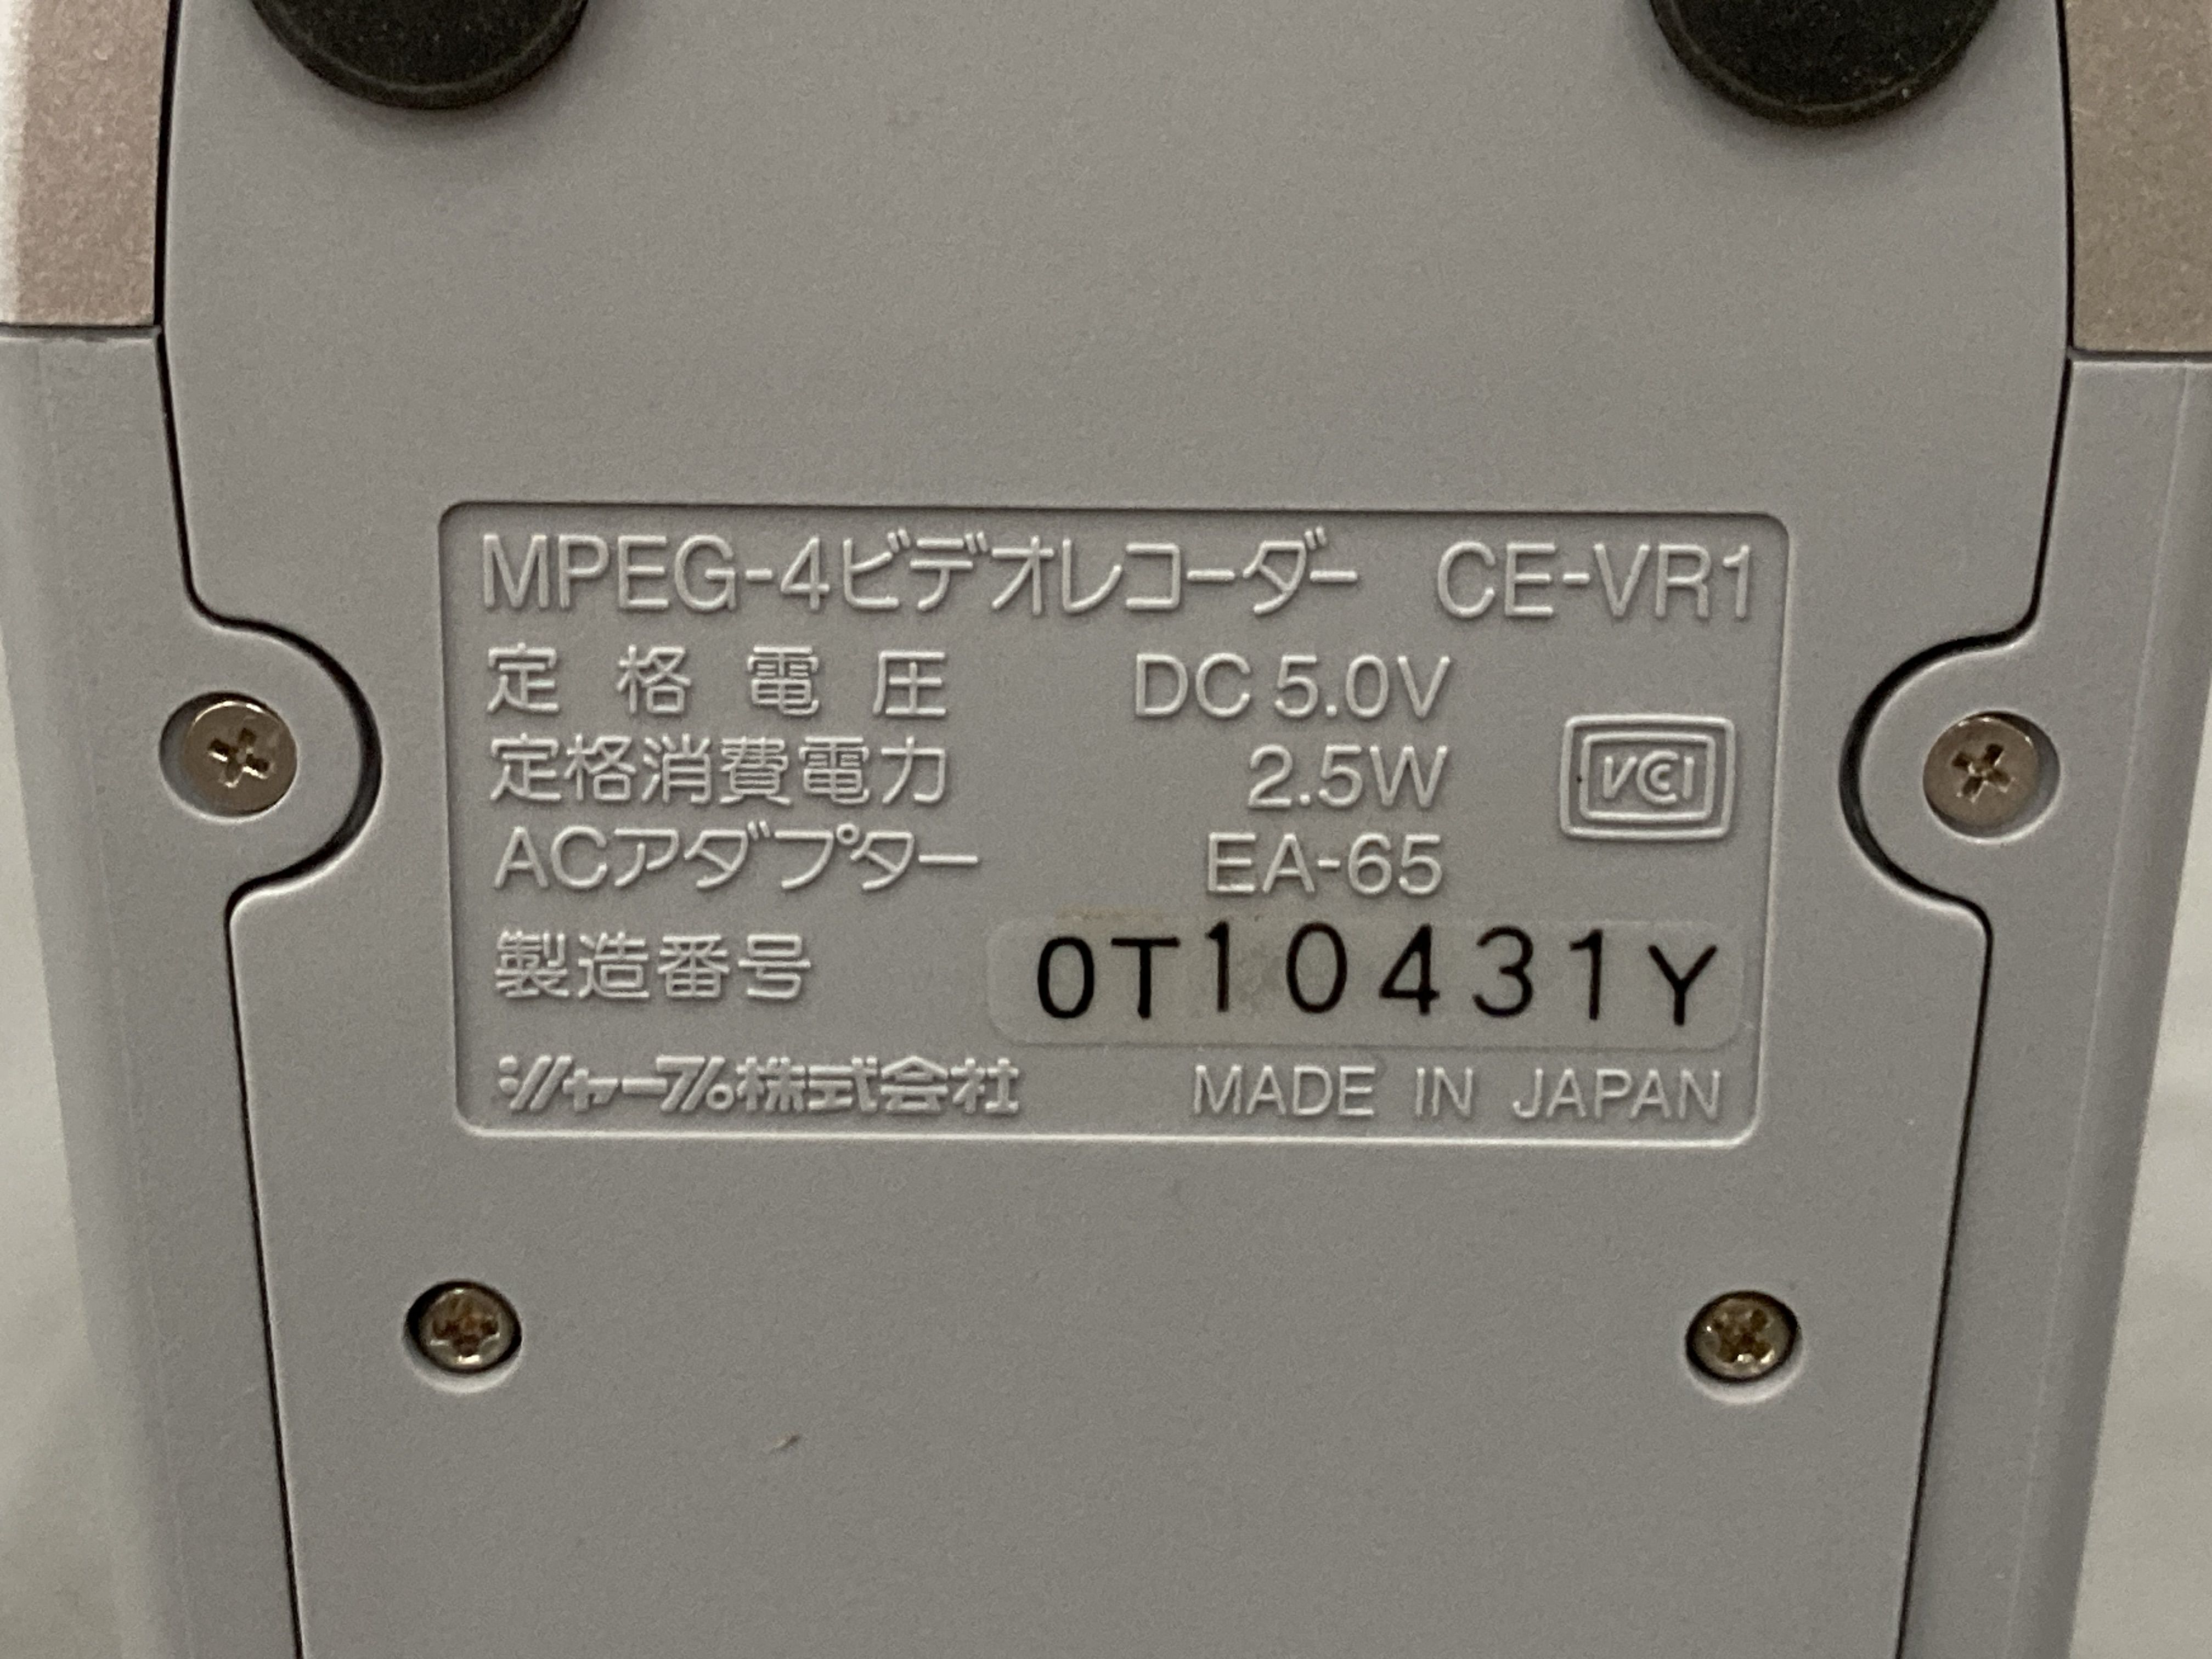 MPEG-4ビデオレコーダー CE-VR1
定格電圧 DC 5.0V
定格消費電力 2.5W
VCCI
ACアダプター EA-65
製造番号 0T10431Y
シャープ株式会社 MADE IN JAPAN